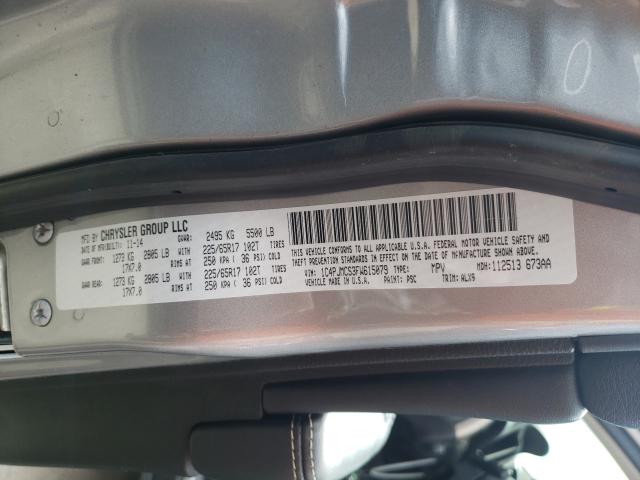 MFD BY CHRYSLER GROUP LLC
DATE OF MFR(BUILT): 11-14 GVWR: 2495 KG 5500 LB
GAWR FRONT: 1273 KG 2805 LB WITH 225/65R17 102T TIRES
17X7.0 RIMS AT 250 KPA ( 36 PSI) COLD
GAWR REAR: 1273 KG 2805 LB WITH 225/65R17 102T TIRES
17X7.0 RIMS AT 250 KPA ( 36 PSI) COLD
THIS VEHICLE CONFORMS TO ALL APPLICABLE U.S.A. FEDERAL MOTOR VEHICLE SAFETY AND
THEFT PREVENTION STANDARDS IN EFFECT ON THE DATE OF MANUFACTURE SHOWN ABOVE
VIN: 1C4PJMCS3FW615079 TYPE: MPV MDH:112513 673AA
VEHICLE MADE IN U.S.A. PAINT: PSC TRIM:ALX9
0